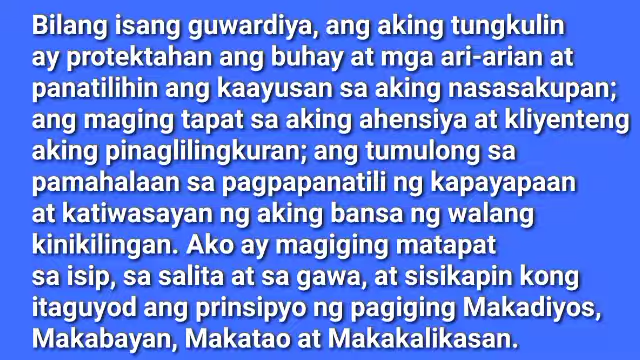 Bilang isang guwardiya, ang aking tungkulin
ay protektahan ang buhay at mga ari-arian at
panatilihin ang kaayusan sa aking nasasakupan;
ang maging tapat sa aking ahensiya at kliyenteng
aking pinaglilingkuran; ang tumulong sa
pamahalaan sa pagpapanatili ng kapayapaan
at katiwasayan ng aking bansa ng walang
kinikilingan. Ako ay magiging matapat
sa isip, sa salita at sa gawa, at sisikapin kong
itaguyod ang prinsipyo ng pagiging Makadiyos,
Makabayan, Makatao at Makakalikasan.